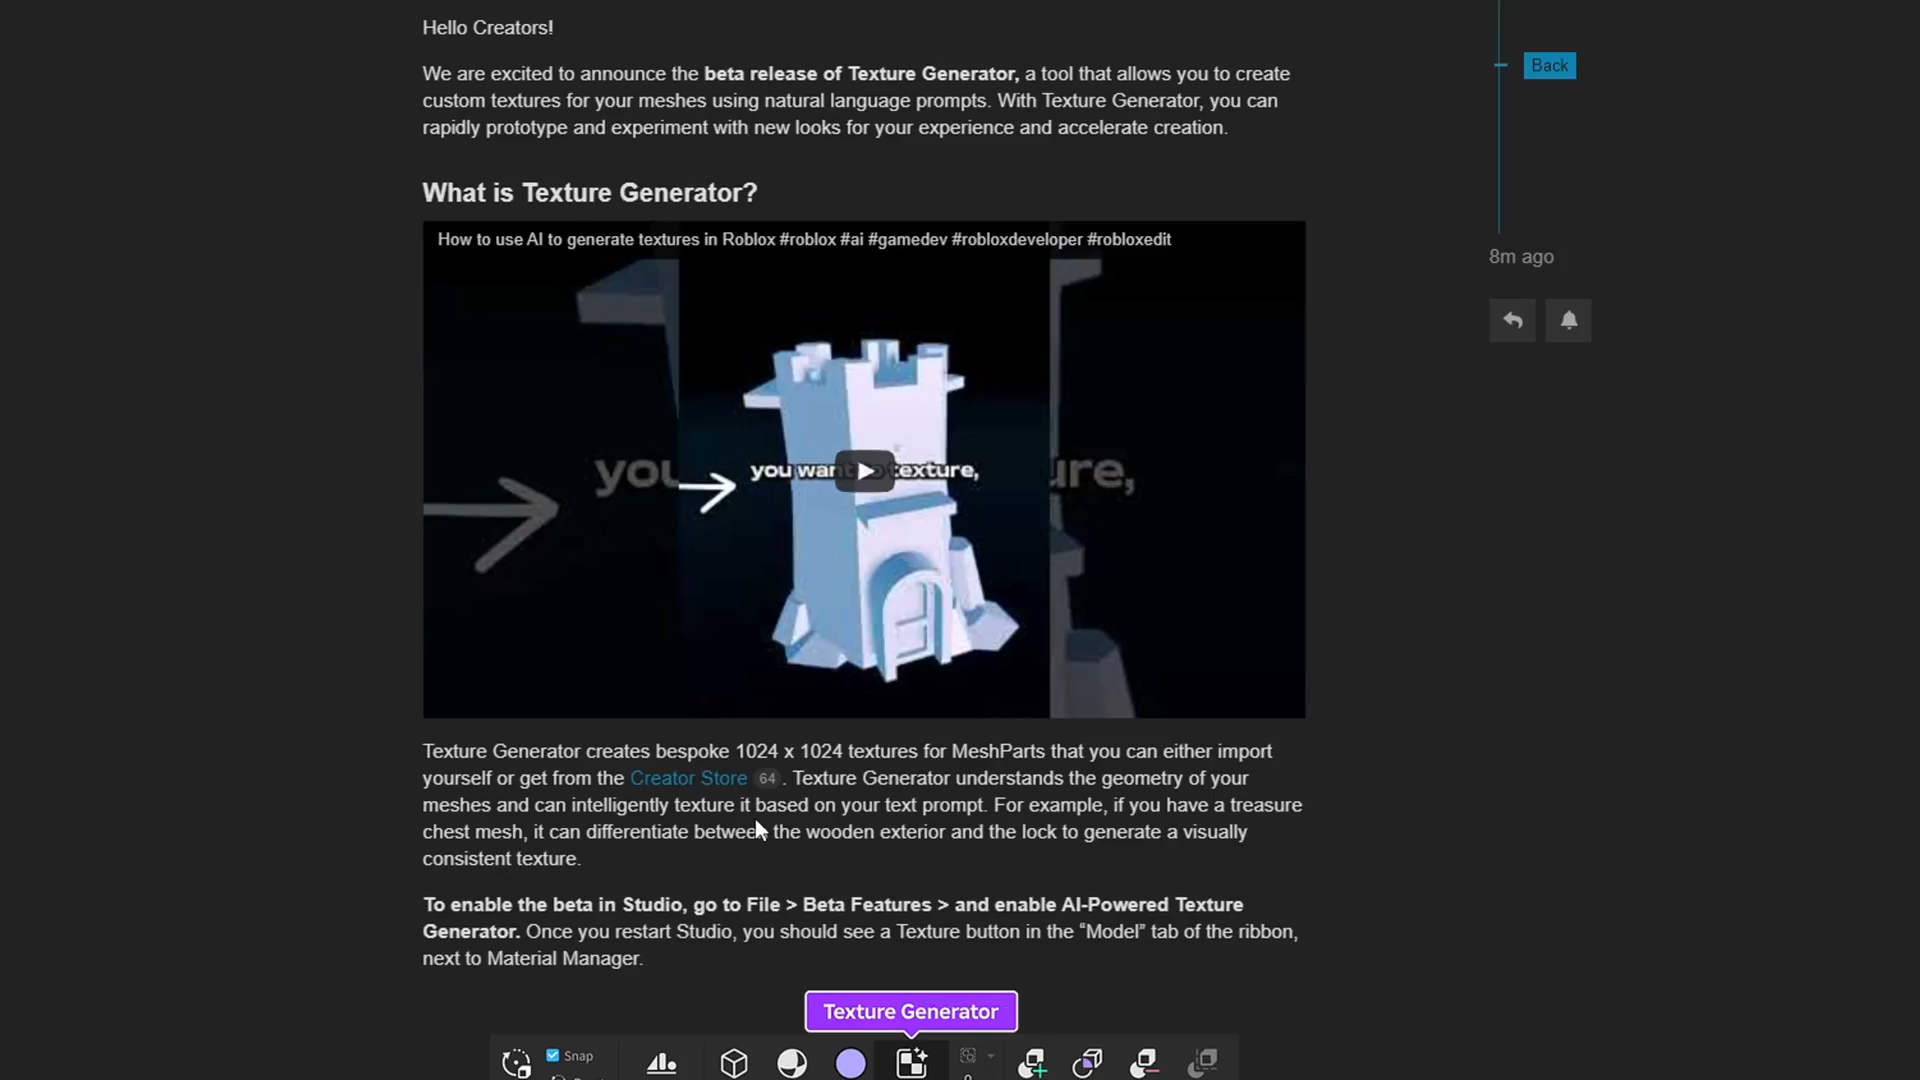 Hello Creators!
Back
We are excited to announce the beta release of Texture Generator, a tool that allows you to create
custom textures for your meshes using natural language prompts. With Texture Generator, you can
rapidly prototype and experiment with new looks for your experience and accelerate creation.
What is Texture Generator?
How to use AI to generate textures in Roblox #roblox #ai #gamedev #robloxdeveloper #robloxedit
8m ago
texture,
Texture Generator creates bespoke 1024 x 1024 textures for MeshParts that you can either import
yourself or get from the Creator Store 64 . Texture Generator understands the geometry of your
meshes and can intelligently texture it based on your text prompt. For example, if you have a treasure
chest mesh, it can differentiate between the wooden exterior and the lock to generate a visually
consistent texture.
To enable the beta in Studio, go to File > Beta Features > and enable AI-Powered Texture
Generator. Once you restart Studio, you should see a Texture button in the “Model” tab of the ribbon,
next to Material Manager.
Texture Generator
Snap